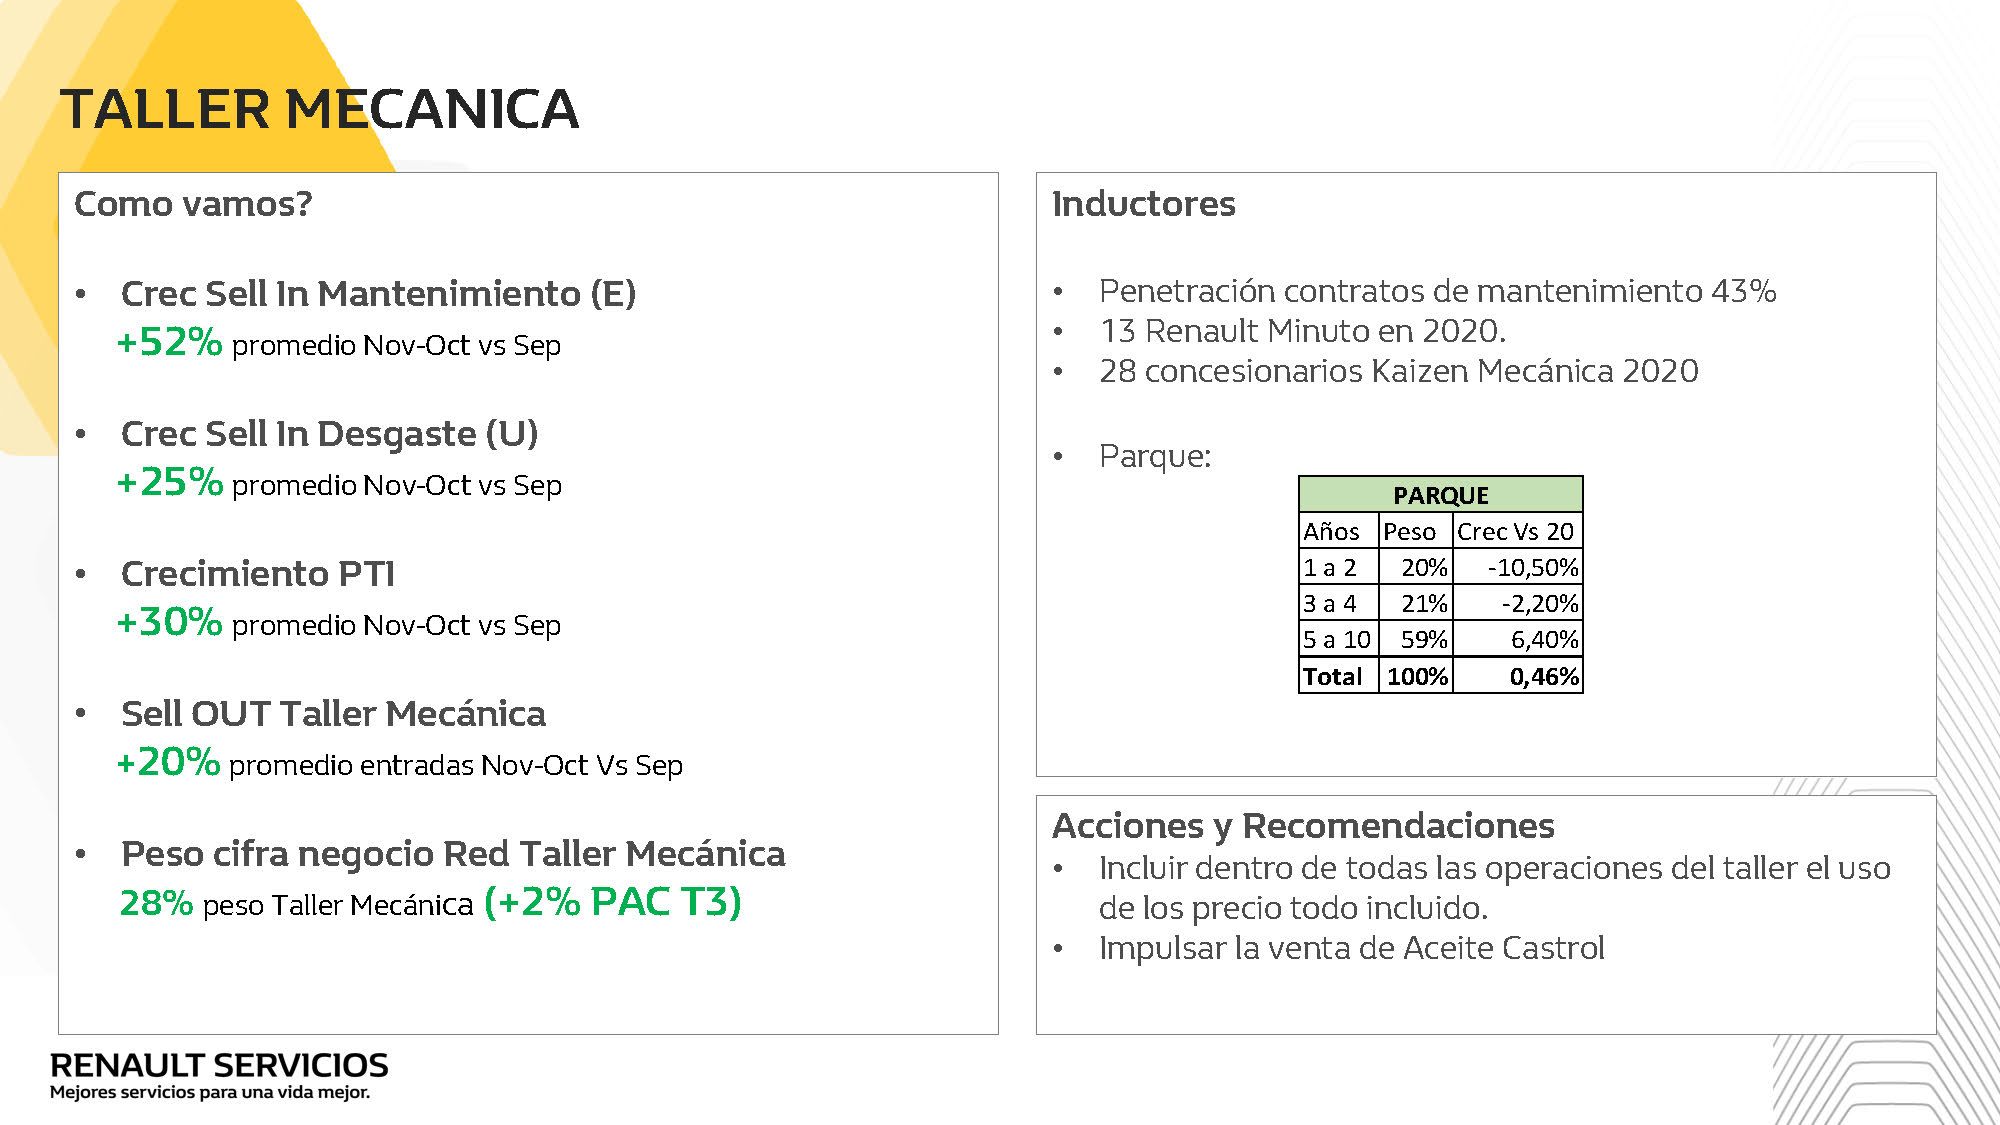 TALLER MECANICA
Como vamos?
• Crec Sell In Mantenimiento (E)
+52% promedio Nov-Oct vs Sep
• Crec Sell In Desgaste (U)
+25% promedio Nov-Oct vs Sep
• Crecimiento PTI
+30% promedio Nov-Oct vs Sep
• Sell OUT Taller Mecánica
+20% promedio entradas Nov-Oct Vs Sep
• Peso cifra negocio Red Taller Mecánica
28% peso Taller Mecánica (+2% PAC T3)
Inductores
• Penetración contratos de mantenimiento 43%
• 13 Renault Minuto en 2020.
• 28 concesionarios Kaizen Mecánica 2020
• Parque:
PARQUE
Años Peso Crec Vs 20
1 a 2 20% -10,50%
3 a 4 21% -2,20%
5 a 10 59% 6,40%
Total 100% 0,46%
Acciones y Recomendaciones
• Incluir dentro de todas las operaciones del taller el uso
de los precio todo incluido.
• Impulsar la venta de Aceite Castrol
RENAULT SERVICIOS
Mejores servicios para una vida mejor.